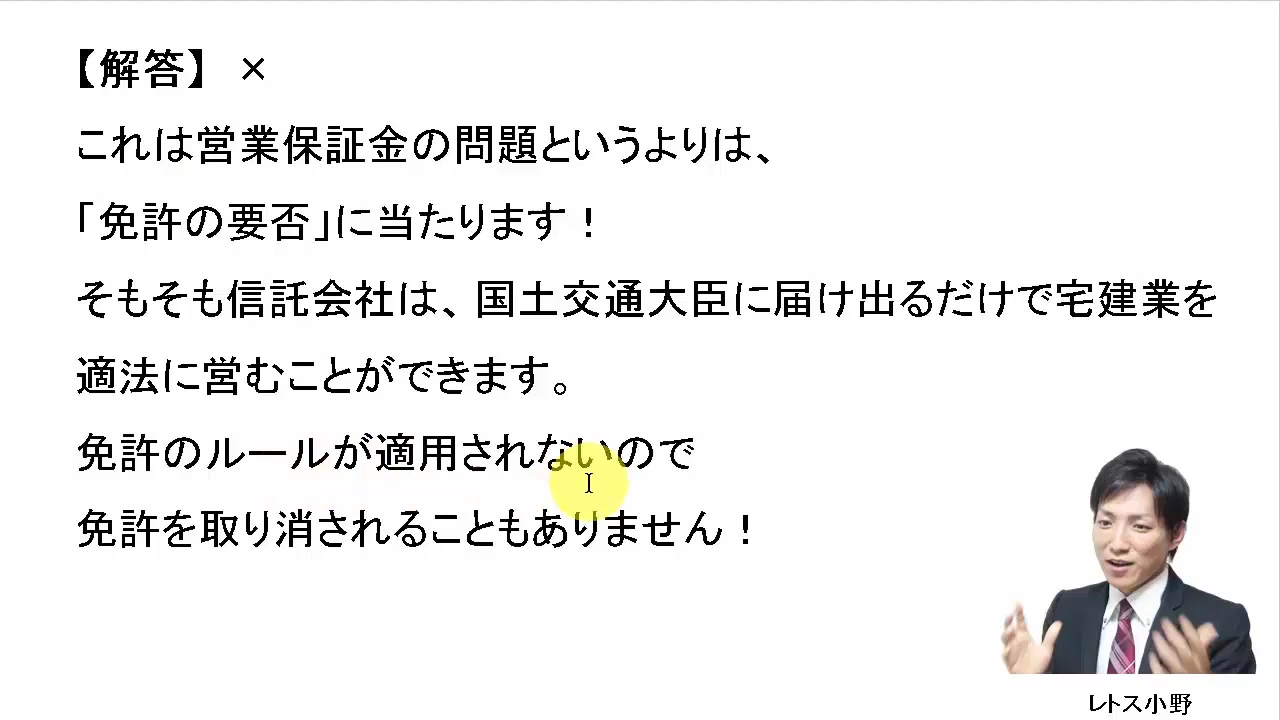 【解答】 ×
これは営業保証金の問題というよりは、
「免許の要否」に当たります！
そもそも信託会社は、国土交通大臣に届け出るだけで宅建業を
適法に営むことができます。
免許のルールが適用されないので
免許を取り消されることもありません！
レトス小野